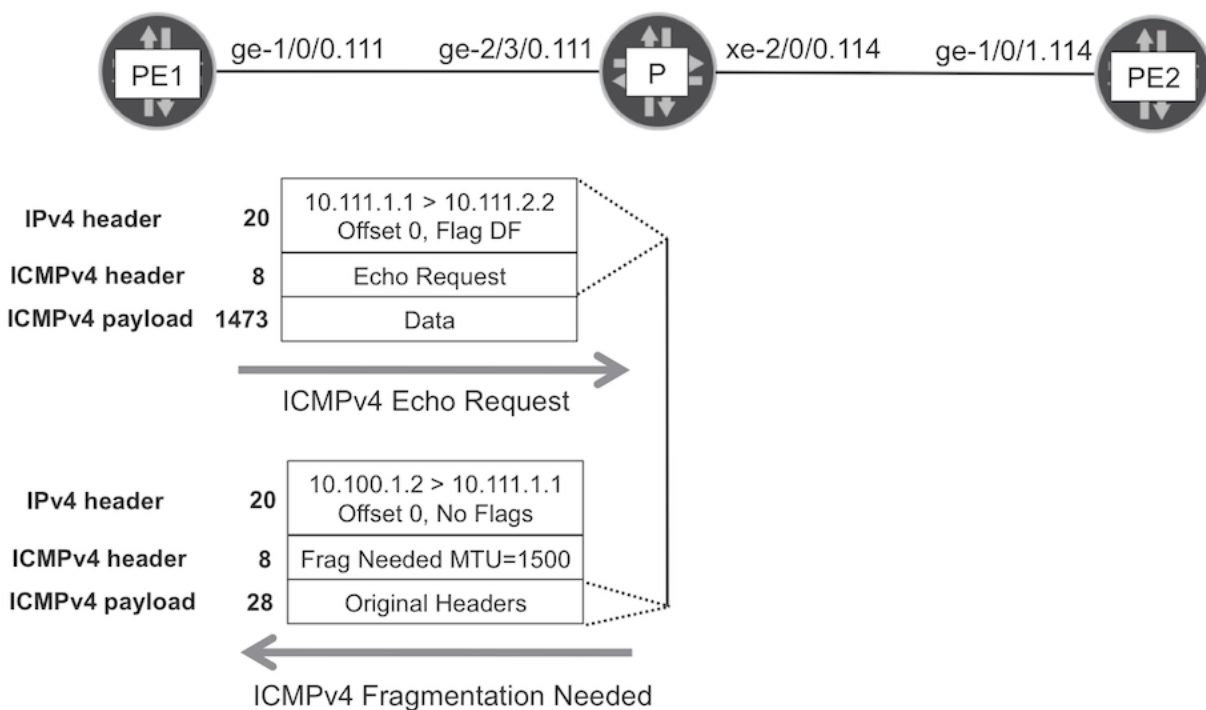 PE1 ge-1/0/0.111 ge-2/3/0.111 P xe-2/0/0.114 ge-1/0/1.114 PE2
IPv4 header 20 10.111.1.1 > 10.111.2.2
Offset 0, Flag DF
ICMPv4 header 8 Echo Request
ICMPv4 payload 1473 Data
ICMPv4 Echo Request
IPv4 header 20 10.100.1.2 > 10.111.1.1
Offset 0, No Flags
ICMPv4 header 8 Frag Needed MTU=1500
ICMPv4 payload 28 Original Headers
ICMPv4 Fragmentation Needed